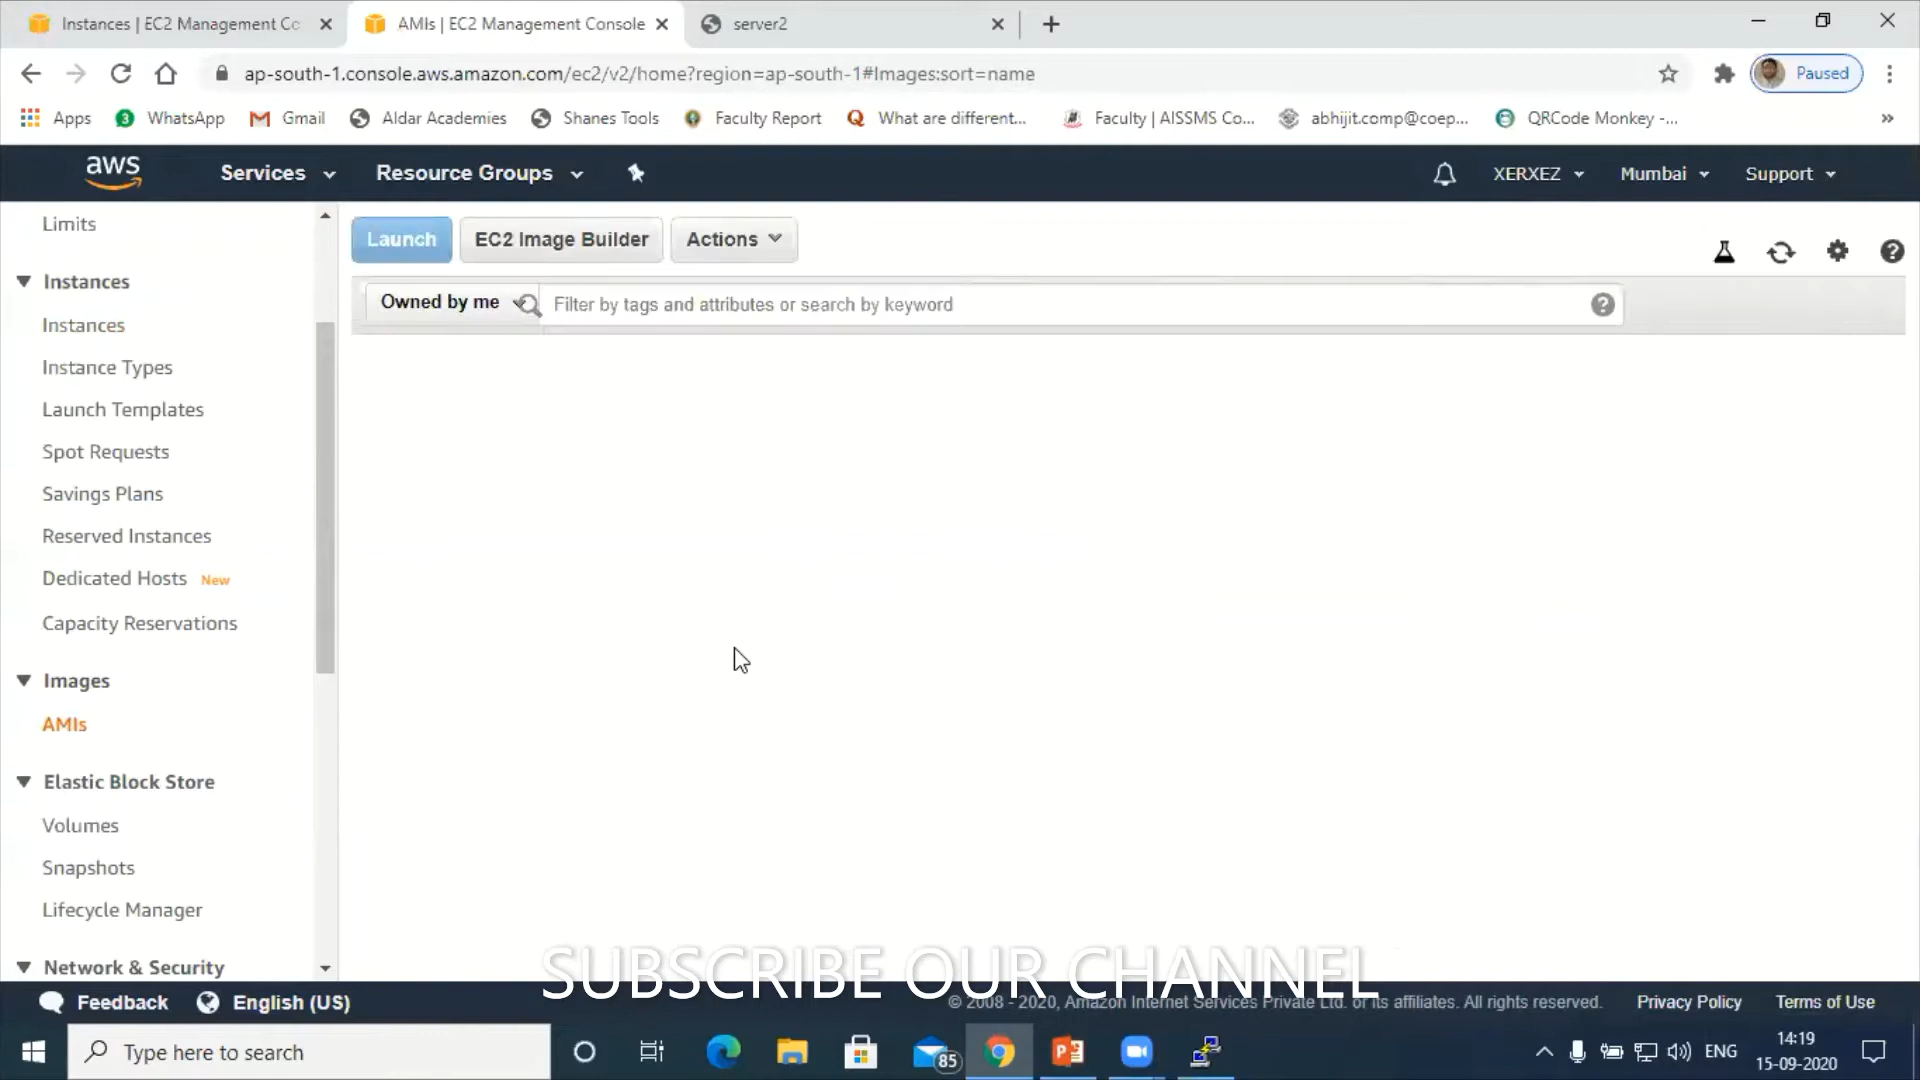 Instances | EC2 Management Co
AMIs | EC2 Management Console
server2
ap-south-1.console.aws.amazon.com/ec2/v2/home?region=ap-south-1#Images:sort=name
Paused
Apps
3
WhatsApp
Gmail
Aldar Academies
Shanes Tools
Faculty Report
What are different...
Faculty | AISSMS Co...
abhijit.comp@coep...
QRCode Monkey -...
»
aws
Services
Resource Groups
XERXEZ
Mumbai
Support
Limits
Instances
Instances
Instance Types
Launch Templates
Spot Requests
Savings Plans
Reserved Instances
Dedicated Hosts New
Capacity Reservations
Images
AMIs
Elastic Block Store
Volumes
Snapshots
Lifecycle Manager
Network & Security
Launch
EC2 Image Builder
Actions
Owned by me
Filter by tags and attributes or search by keyword
SUBSCRIBE OUR CHANNEL
Feedback
English (US)
© 2008 - 2020, Amazon Internet Services Private Ltd. or its affiliates. All rights reserved.
Privacy Policy
Terms of Use
Type here to search
85
ENG
14:19
15-09-2020